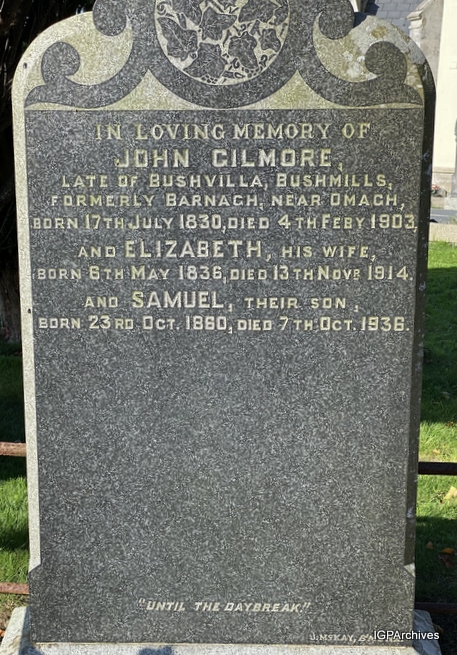 IN LOVING MEMORY OF
JOHN GILMORE,
LATE OF BUSHVILLA, BUSHMILLS,
FORMERLY BARNAGH, NEAR OMAGH,
BORN 17TH JULY 1830, DIED 4TH FEBY 1903.
AND ELIZABETH, HIS WIFE,
BORN 6TH MAY 1836, DIED 13TH NOVR 1914.
AND SAMUEL, THEIR SON,
BORN 23RD OCT. 1860, DIED 7TH OCT. 1936.
"UNTIL THE DAYBREAK."
J. MCKAY,
IGPArchives